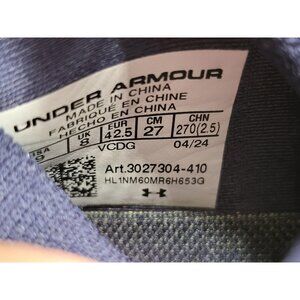 UNDER ARMOUR
MADE IN CHINA
FABRIQUÉ EN CHINE
HECHO EN CHINA
UK EUR CM CHN
8 42.5 27 270(2.5)
VCDG 04/24
Art.3027304-410
HL1NM60MR6H653G